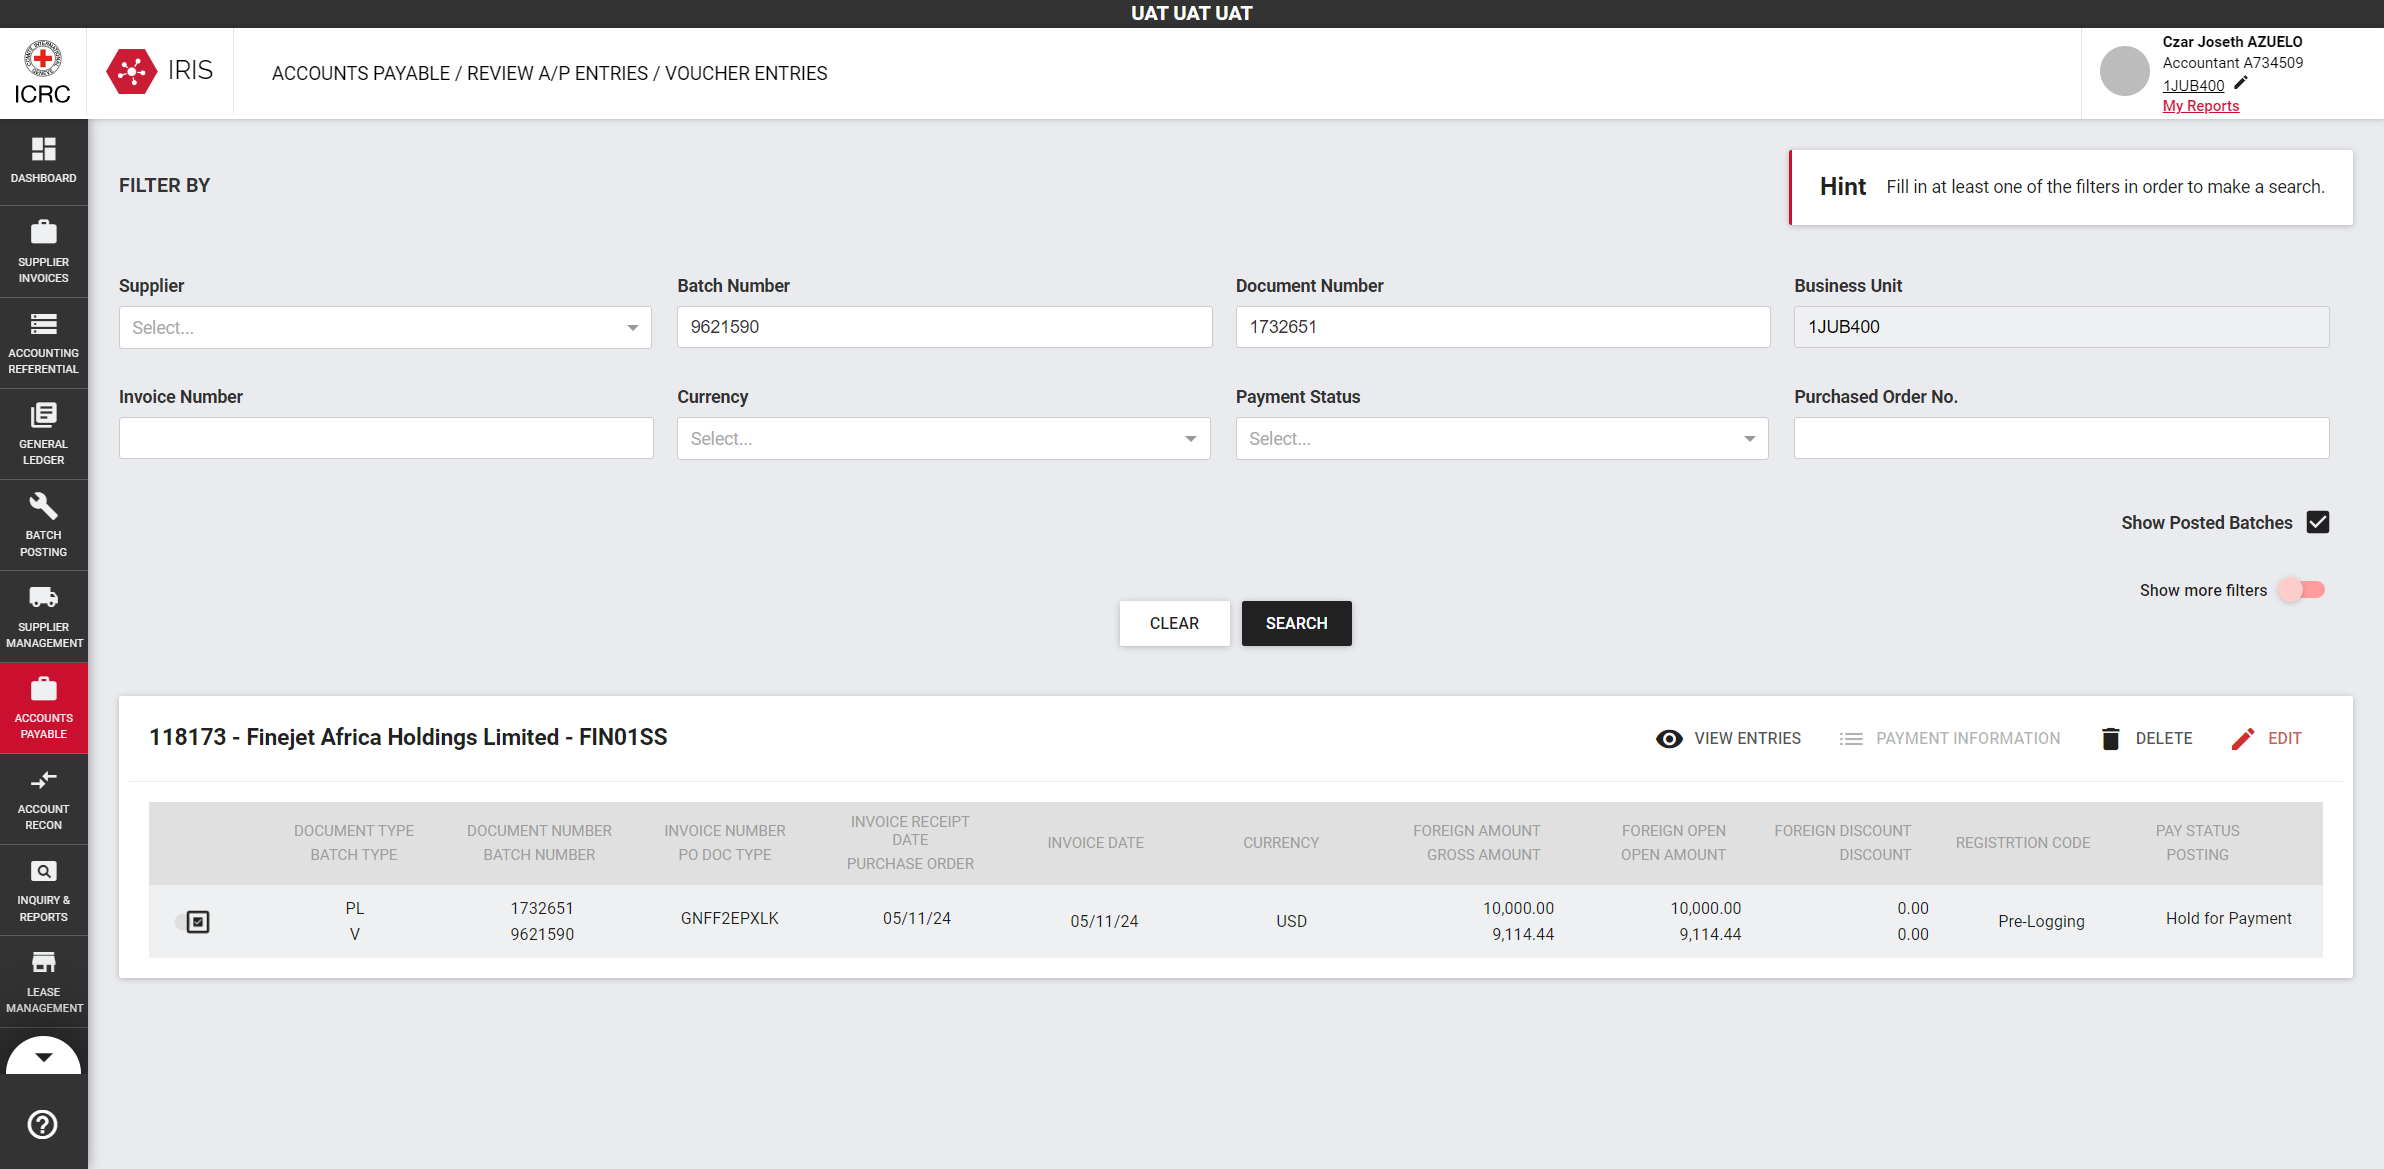 UAT UAT UAT
ICRC
IRIS
ACCOUNTS PAYABLE / REVIEW A/P ENTRIES / VOUCHER ENTRIES
Czar Joseth AZUELO
Accountant A734509
1JUB400
My Reports
DASHBOARD
SUPPLIER
INVOICES
ACCOUNTING
REFERENTIAL
GENERAL
LEDGER
BATCH
POSTING
SUPPLIER
MANAGEMENT
ACCOUNTS
PAYABLE
ACCOUNT
RECON
INQUIRY &
REPORTS
LEASE
MANAGEMENT
FILTER BY
Hint Fill in at least one of the filters in order to make a search.
Supplier Batch Number Document Number Business Unit
Select... 9621590 1732651 1JUB400
Invoice Number Currency Payment Status Purchased Order No.
Select... Select...
Show Posted Batches
Show more filters
CLEAR SEARCH
118173 - Finejet Africa Holdings Limited - FIN01SS
VIEW ENTRIES PAYMENT INFORMATION DELETE EDIT
DOCUMENT TYPE
BATCH TYPE
DOCUMENT NUMBER
BATCH NUMBER
INVOICE NUMBER
PO DOC TYPE
INVOICE RECEIPT
DATE
PURCHASE ORDER
INVOICE DATE
CURRENCY
FOREIGN AMOUNT
GROSS AMOUNT
FOREIGN OPEN
OPEN AMOUNT
FOREIGN DISCOUNT
DISCOUNT
REGISTRTION CODE
PAY STATUS
POSTING
PL
V
1732651
9621590
GNFF2EPXLK
05/11/24
05/11/24
USD
10,000.00
9,114.44
10,000.00
9,114.44
0.00
0.00
Pre-Logging
Hold for Payment